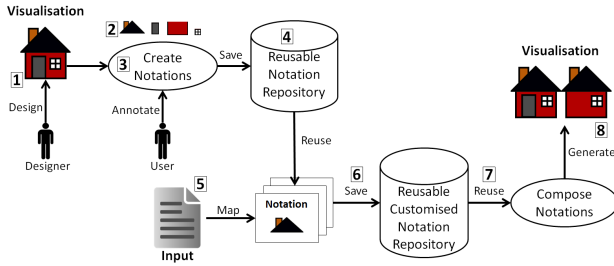 Visualisation
2
4
1
3
Create
Notations
Save
Reusable
Notation
Repository
Visualisation
Design
Annotate
8
Designer
User
Reuse
Generate
5
Map
Notation
6
Save
Reusable
Customised
Notation
Repository
7
Reuse
Compose
Notations
Input